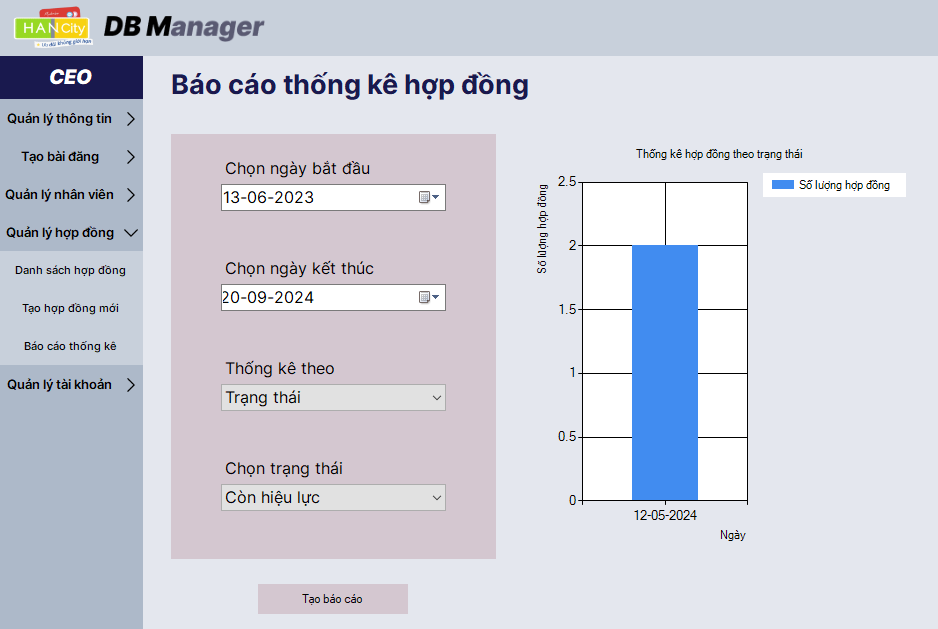 HANCity
Ưu đãi không giới hạn
DB Manager
CEO
Quản lý thông tin
Tạo bài đăng
Quản lý nhân viên
Quản lý hợp đồng
Danh sách hợp đồng
Tạo hợp đồng mới
Báo cáo thống kê
Quản lý tài khoản
Báo cáo thống kê hợp đồng
Chọn ngày bắt đầu
13-06-2023
Chọn ngày kết thúc
20-09-2024
Thống kê theo
Trạng thái
Chọn trạng thái
Còn hiệu lực
Tạo báo cáo
Thống kê hợp đồng theo trạng thái
Số lượng hợp đồng
Số lượng hợp đồng
2.5
2
1.5
1
0.5
0
12-05-2024
Ngày